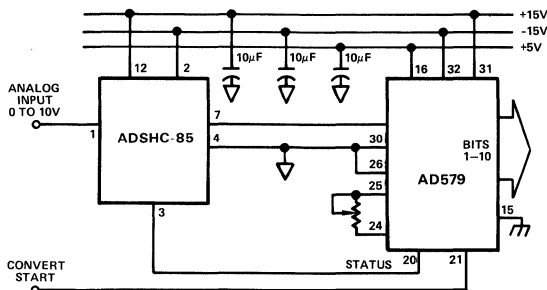 +15V
-15V
+5V
10μF 10μF 10μF
12 2 16 32 31
ANALOG
INPUT
0 TO 10V
1
ADSHC-85
7
4
3
30
26
25
24
AD579
BITS
1–10
15
STATUS
20 21
CONVERT
START